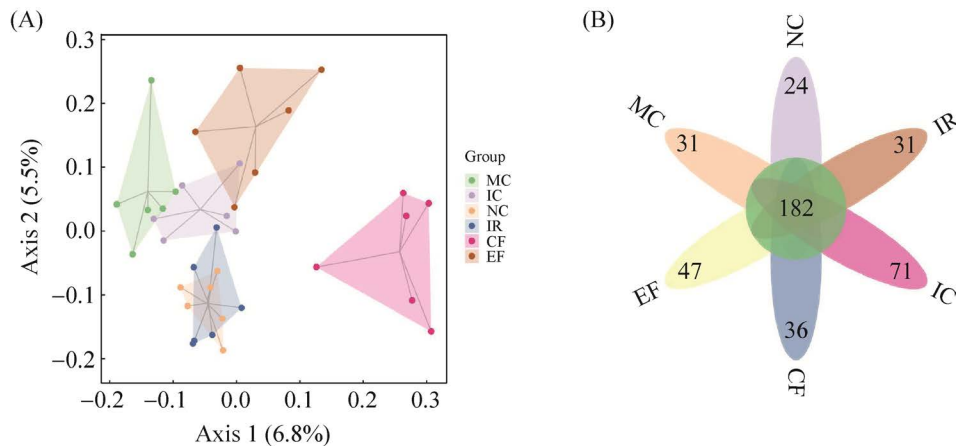 (A)
0.3
0.2
0.1
0.0
−0.1
−0.2
Axis 2 (5.5%)
−0.2 −0.1 0.0 0.1 0.2 0.3
Axis 1 (6.8%)
Group
MC
IC
NC
IR
CF
EF
(B)
NC
24
MC
31
IR
31
182
EF
47
IC
71
36
CF